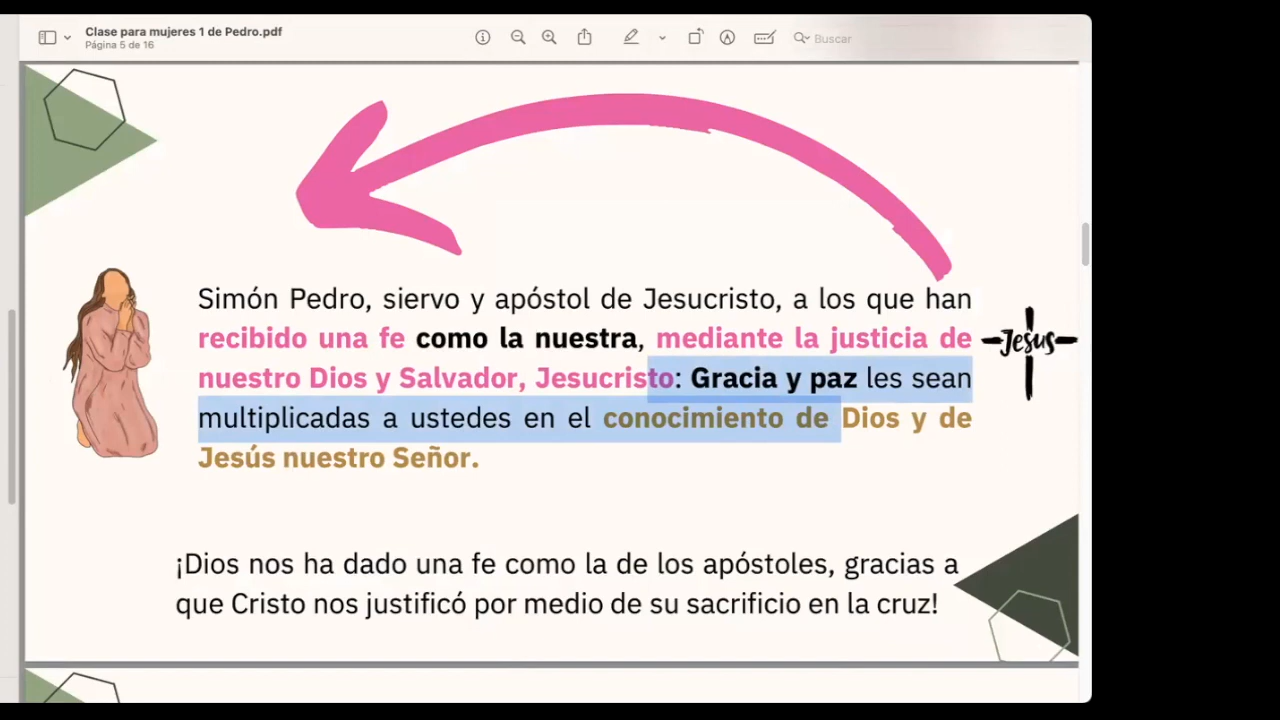 Clase para mujeres 1 de Pedro.pdf
Página 5 de 16
Buscar
Simón Pedro, siervo y apóstol de Jesucristo, a los que han
recibido una fe como la nuestra, mediante la justicia de
nuestro Dios y Salvador, Jesucristo: Gracia y paz les sean
multiplicadas a ustedes en el conocimiento de Dios y de
Jesús nuestro Señor.
Jesus
¡Dios nos ha dado una fe como la de los apóstoles, gracias a
que Cristo nos justificó por medio de su sacrificio en la cruz!